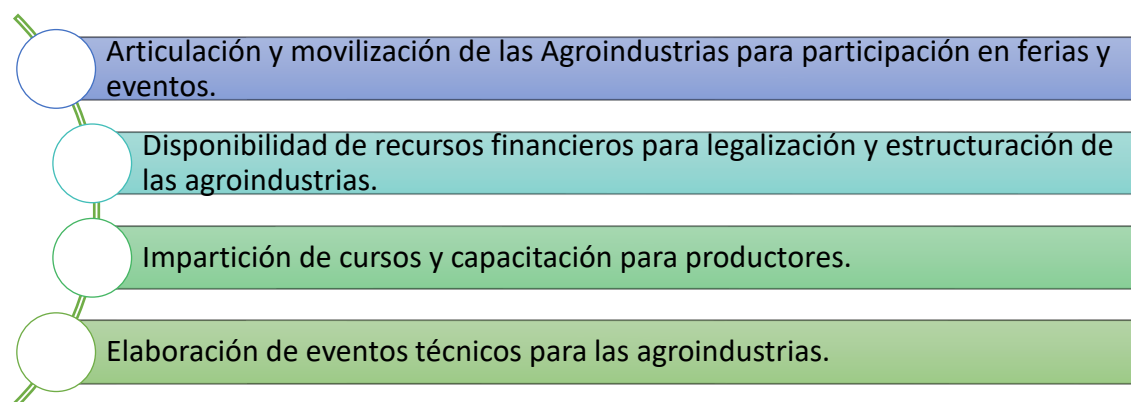 Articulación y movilización de las Agroindustrias para participación en ferias y
eventos.
Disponibilidad de recursos financieros para legalización y estructuración de
las agroindustrias.
Impartición de cursos y capacitación para productores.
Elaboración de eventos técnicos para las agroindustrias.